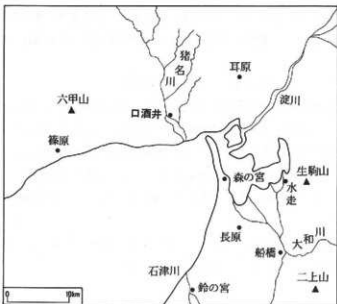 猪名川
耳原
淀川
六甲山
口酒井
篠原
森の宮
生駒山
水走
長原
大和川
船橋
石津川
二上山
鈴の宮
0
10km